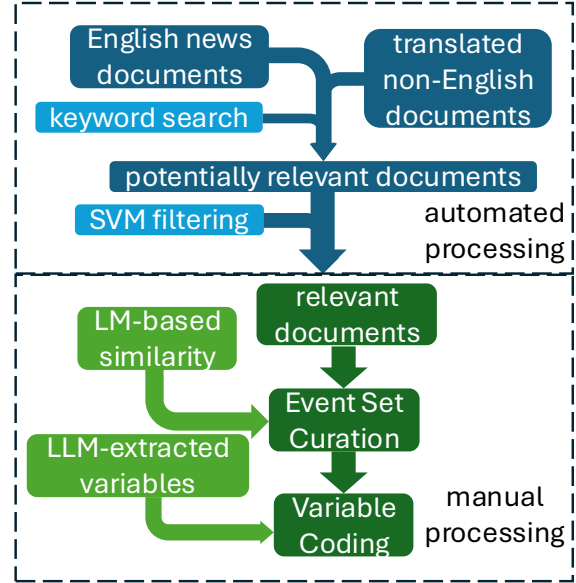 English news
documents
translated
non-English
documents
keyword search
potentially relevant documents
SVM filtering
automated
processing
relevant
documents
LM-based
similarity
Event Set
Curation
LLM-extracted
variables
Variable
Coding
manual
processing